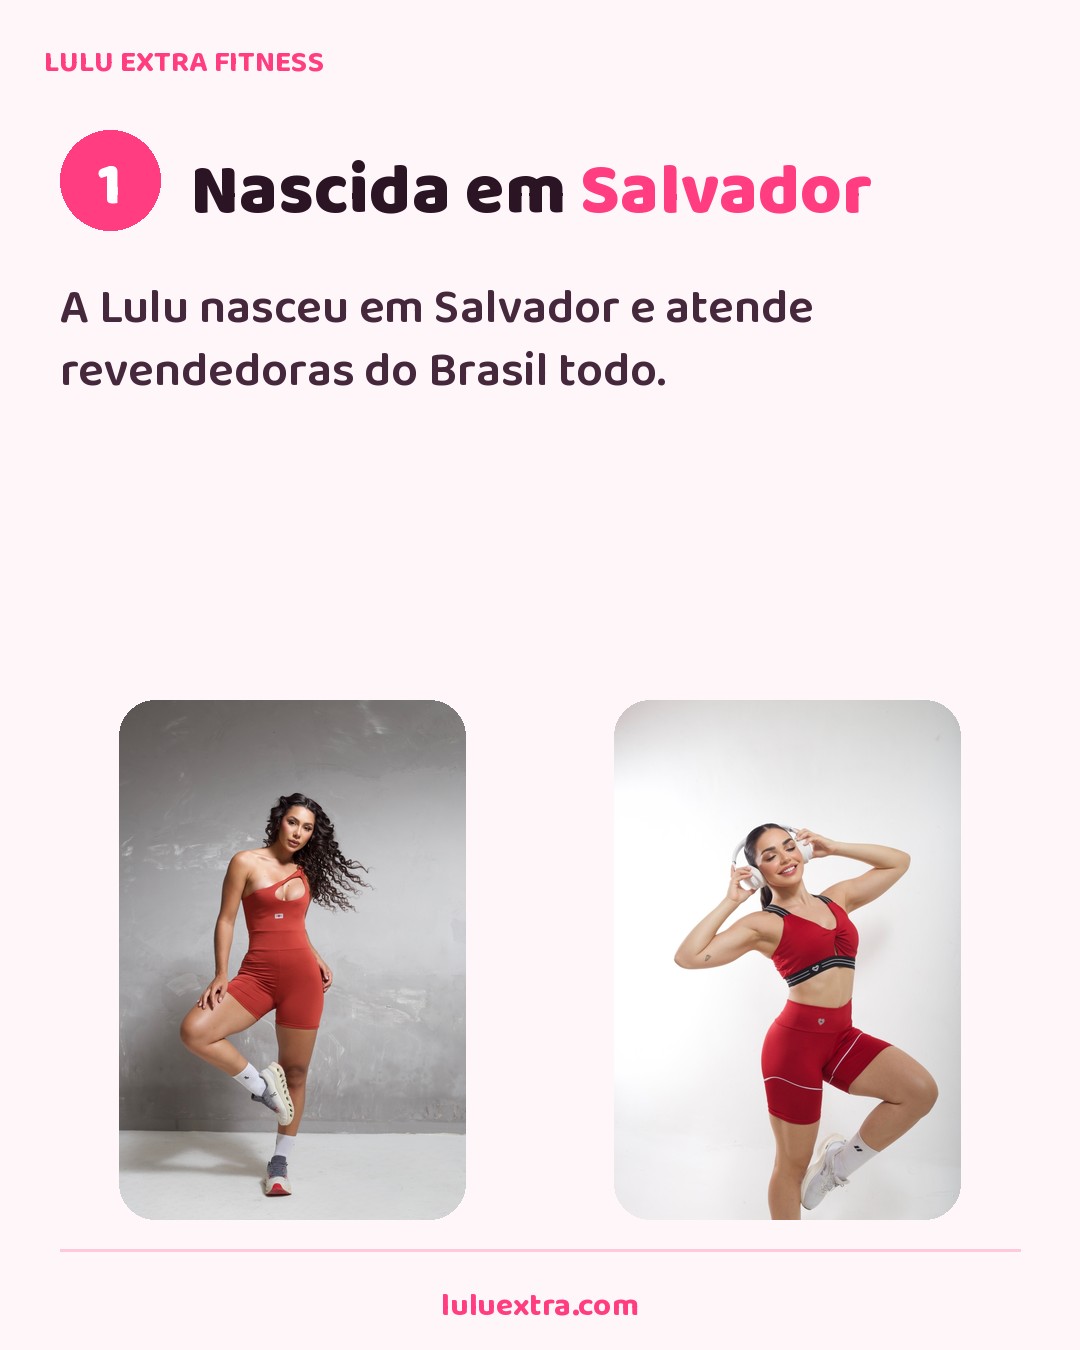 LULU EXTRA FITNESS
1
Nascida em Salvador
A Lulu nasceu em Salvador e atende
revendedoras do Brasil todo.
luluextra.com